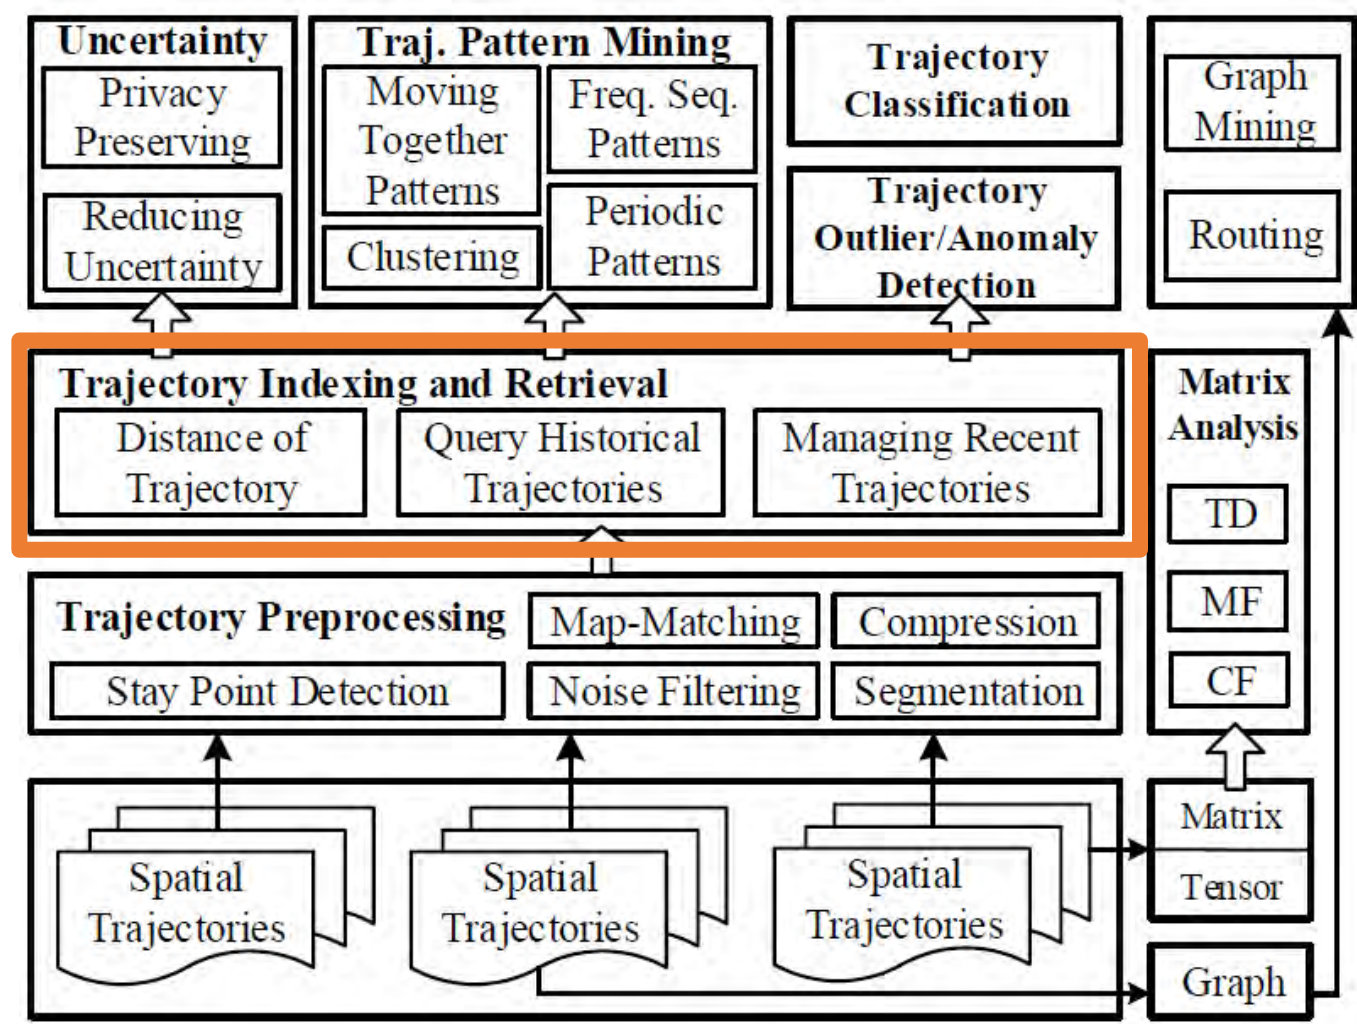 Uncertainty
Privacy
Preserving
Reducing
Uncertainty
Traj. Pattern Mining
Moving
Together
Patterns
Clustering
Freq. Seq.
Patterns
Periodic
Patterns
Trajectory
Classification
Trajectory
Outlier/Anomaly
Detection
Graph
Mining
Routing
Trajectory Indexing and Retrieval
Distance of
Trajectory
Query Historical
Trajectories
Managing Recent
Trajectories
Matrix
Analysis
TD
MF
CF
Trajectory Preprocessing
Map-Matching
Compression
Stay Point Detection
Noise Filtering
Segmentation
Spatial
Trajectories
Spatial
Trajectories
Spatial
Trajectories
Matrix
Tensor
Graph